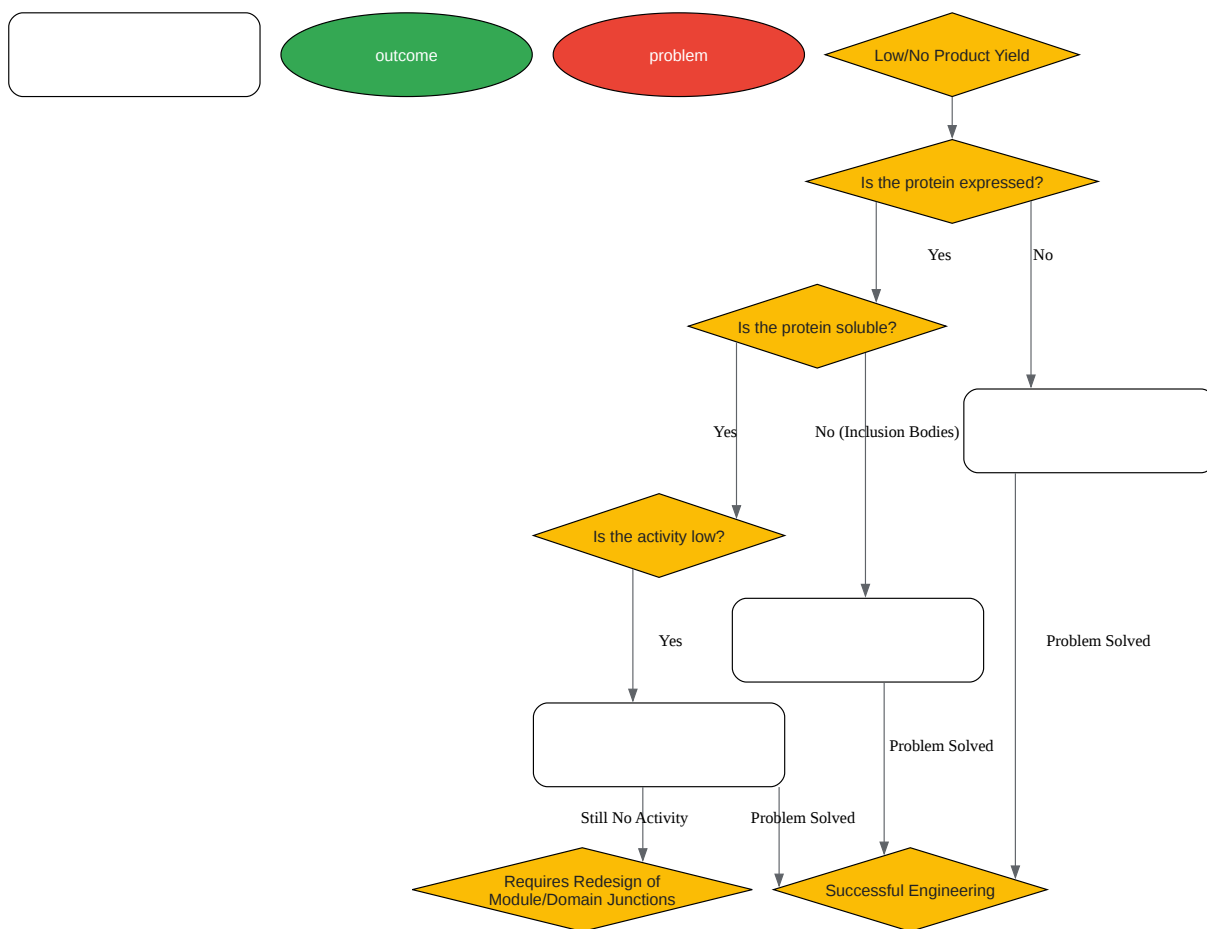 outcome
problem
Low/No Product Yield
Is the protein expressed?
Yes
No
Is the protein soluble?
Yes
No (Inclusion Bodies)
Is the activity low?
Yes
Problem Solved
Problem Solved
Still No Activity
Problem Solved
Requires Redesign of
Module/Domain Junctions
Successful Engineering